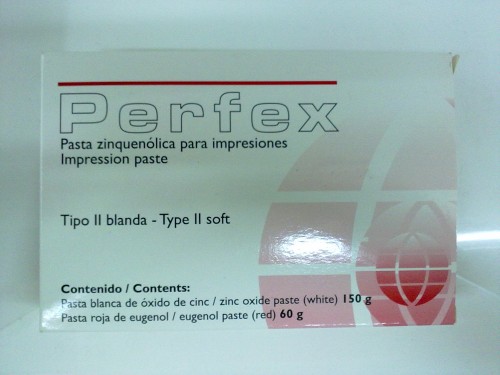 Perfex
Pasta zinquenólica para impresiones
Impression paste
Tipo II blanda - Type II soft
Contenido / Contents:
Pasta blanca de óxido de cinc / zinc oxide paste (white) 150 g
Pasta roja de eugenol / eugenol paste (red) 60 g